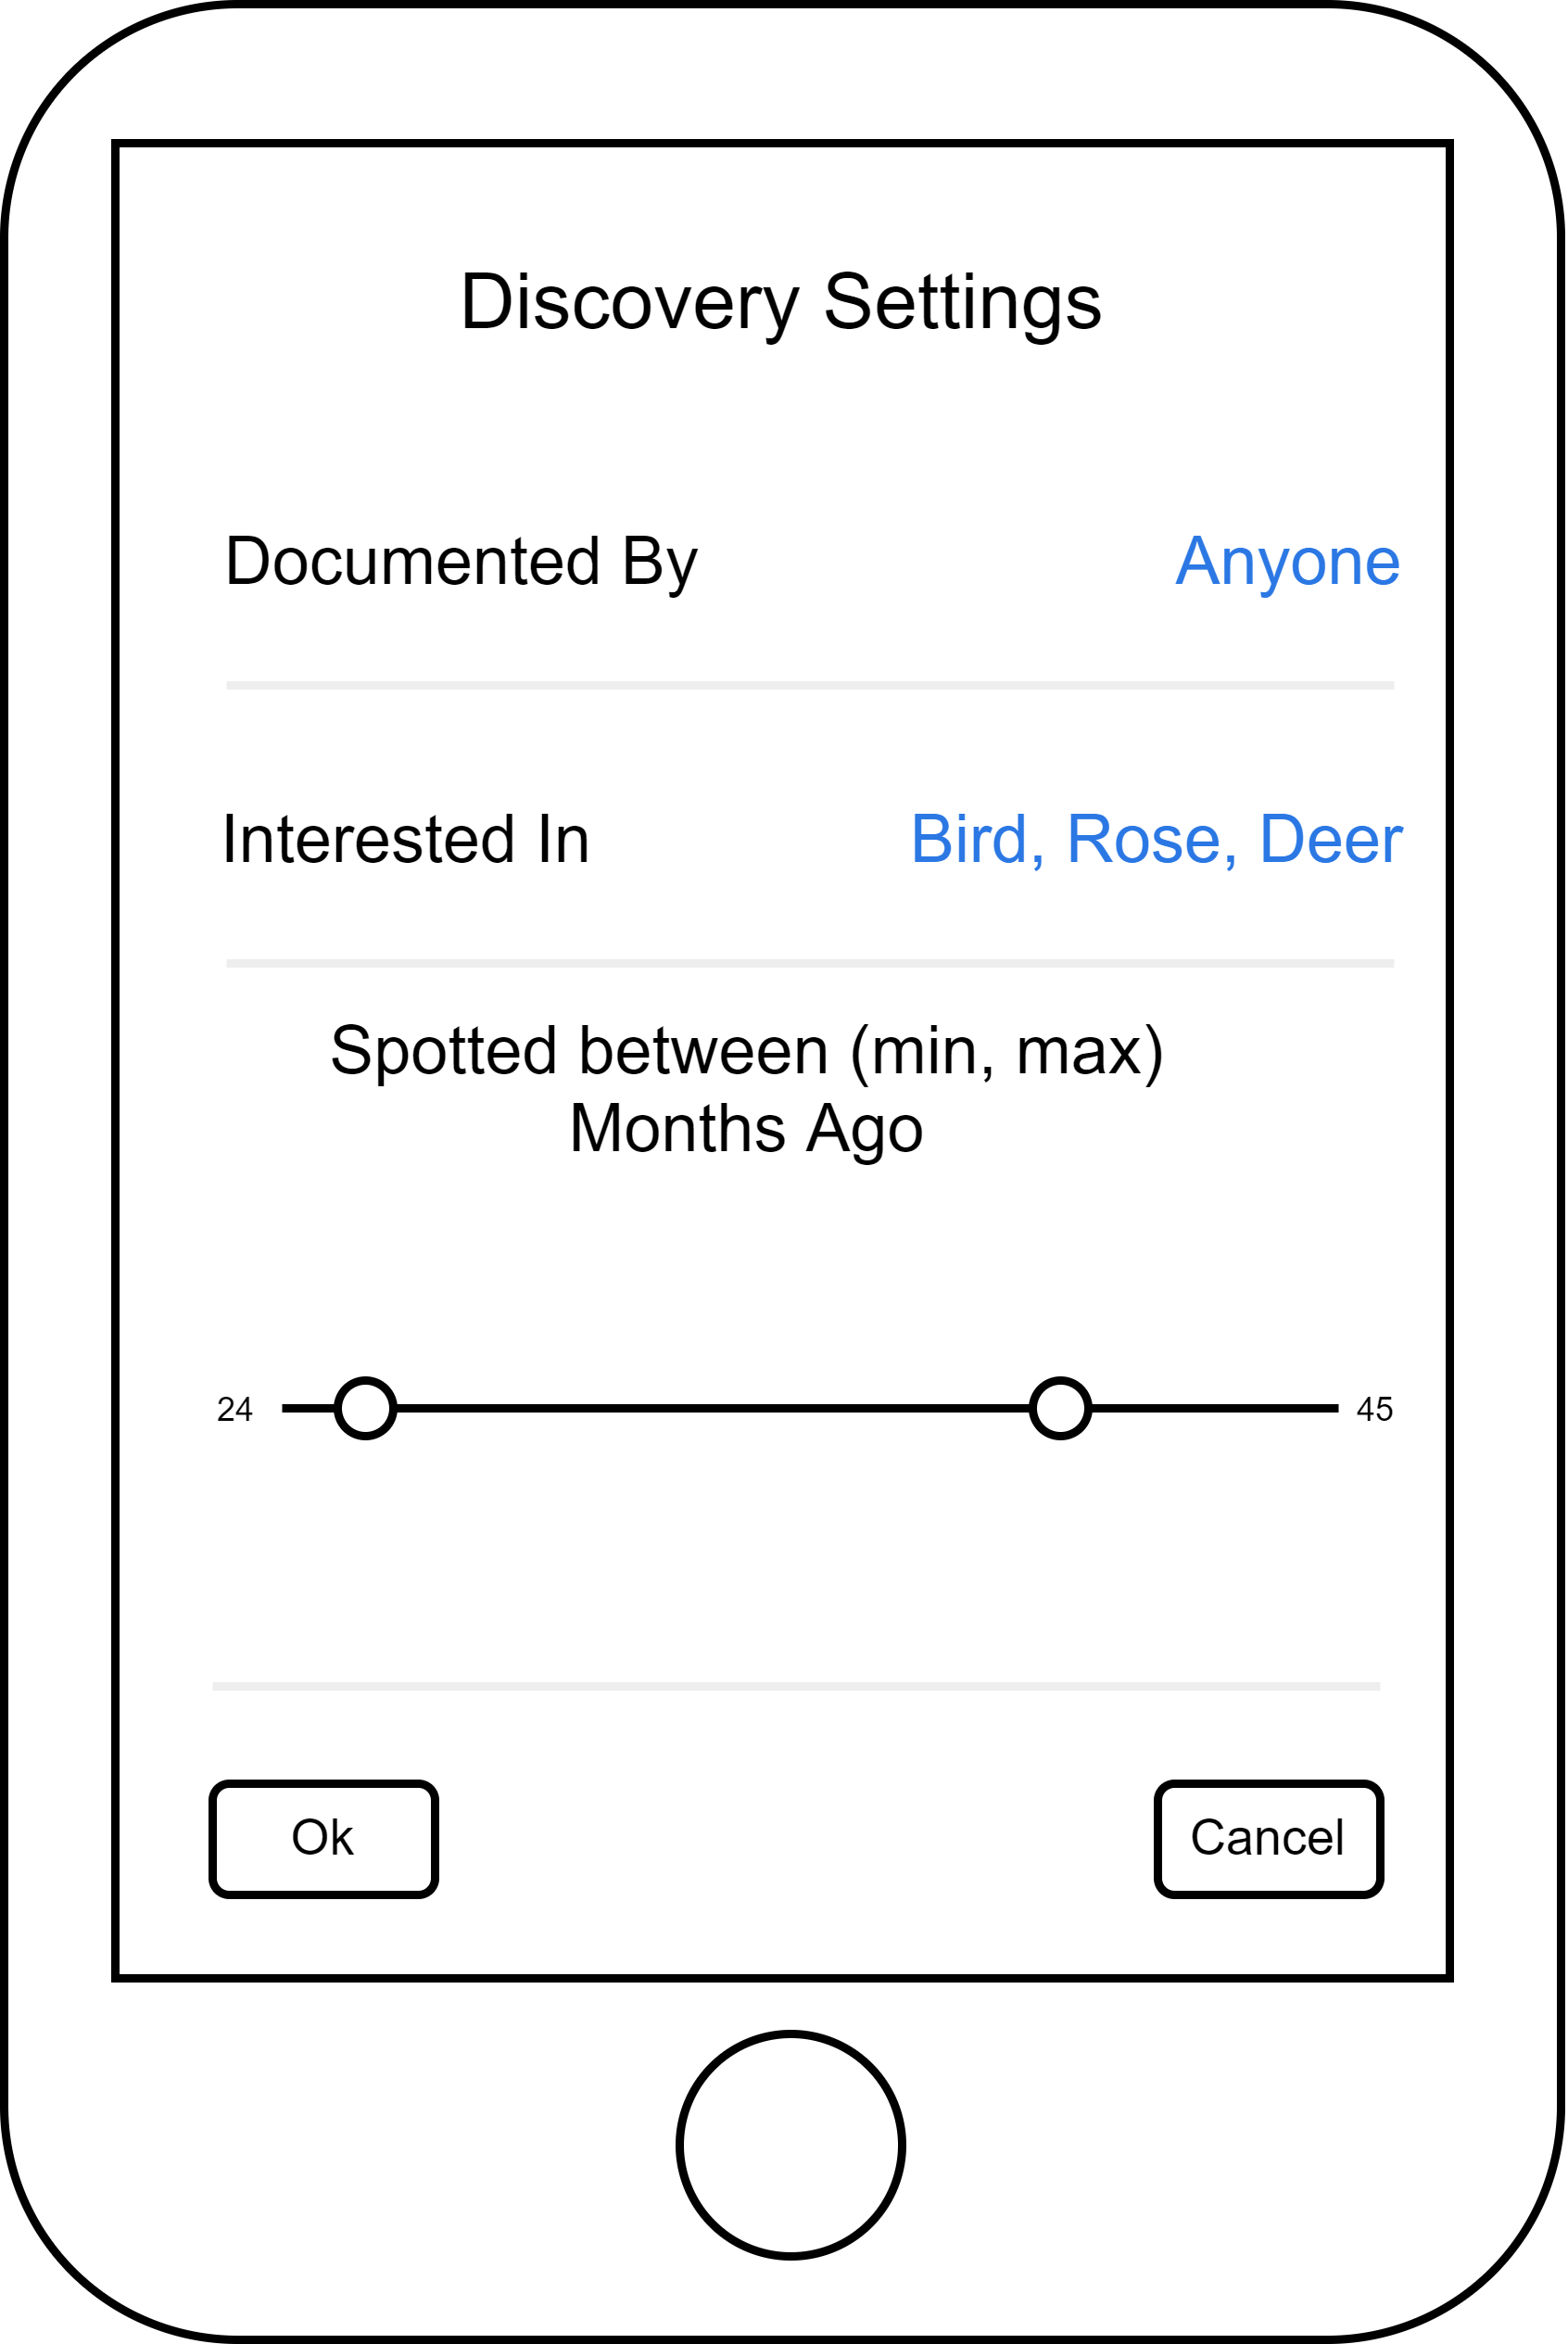 Discovery Settings
Documented By Anyone
Interested In Bird, Rose, Deer
Spotted between (min, max)
Months Ago
24 45
Ok Cancel